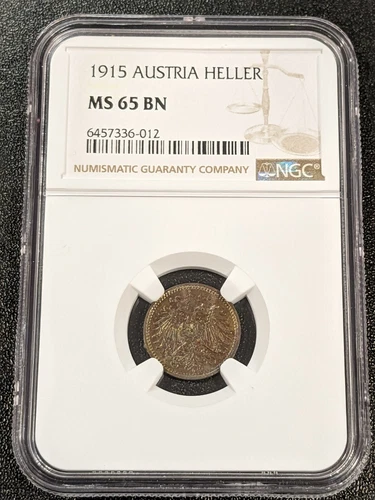 1915 AUSTRIA HELLER
MS 65 BN
6457336-012
NUMISMATIC GUARANTY COMPANY
NGC